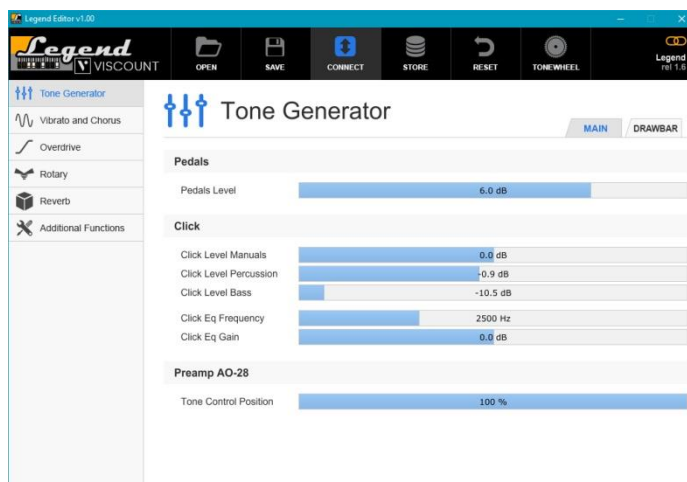 Legend Editor v1.00
Legend
VISCOUNT
OPEN
SAVE
CONNECT
STORE
RESET
TONEWHEEL
Legend
rel 1.6
Tone Generator
Vibrato and Chorus
Overdrive
Rotary
Reverb
Additional Functions
Tone Generator
MAIN
DRAWBAR
Pedals
Pedals Level 6.0 dB
Click
Click Level Manuals 0.0 dB
Click Level Percussion -0.9 dB
Click Level Bass -10.5 dB
Click Eq Frequency 2500 Hz
Click Eq Gain 0.0 dB
Preamp AO-28
Tone Control Position 100 %